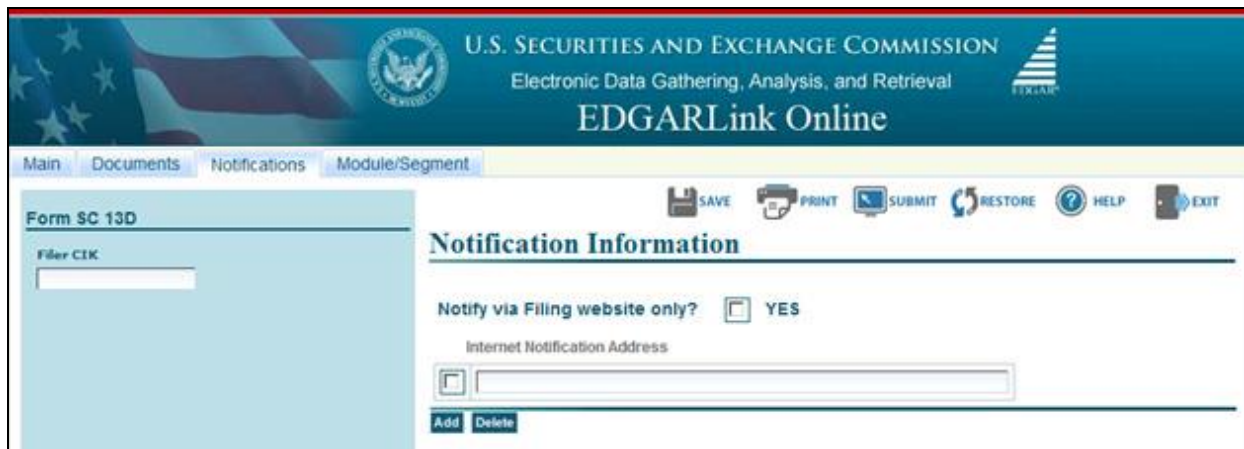 U.S. SECURITIES AND EXCHANGE COMMISSION
Electronic Data Gathering, Analysis, and Retrieval
EDGAR®
EDGARLink Online
Main Documents Notifications Module/Segment
SAVE PRINT SUBMIT RESTORE HELP EXIT
Form SC 13D
Filer CIK
Notification Information
Notify via Filing website only? YES
Internet Notification Address
Add Delete